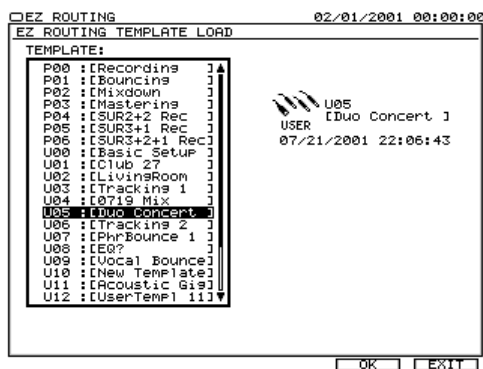 EZ ROUTING 02/01/2001 00:00:00
EZ ROUTING TEMPLATE LOAD
TEMPLATE:
P00 :[Recording ]
P01 :[Bouncing ]
P02 :[Mixdown ]
P03 :[Mastering ]
P04 :[SUR2+2 Rec ]
P05 :[SUR3+1 Rec ]
P06 :[SUR3+2+1 Rec]
U00 :[Basic Setup ]
U01 :[Club 27 ]
U02 :[LivingRoom ]
U03 :[Tracking 1 ]
U04 :[0719 Mix ]
U05 :[Duo Concert ]
U06 :[Tracking 2 ]
U07 :[PhrBounce 1 ]
U08 :[EQ? ]
U09 :[Vocal Bounce]
U10 :[New Template]
U11 :[Acoustic Gig]
U12 :[UserTempl 11]
U05
USER [Duo Concert ]
07/21/2001 22:06:43
OK EXIT